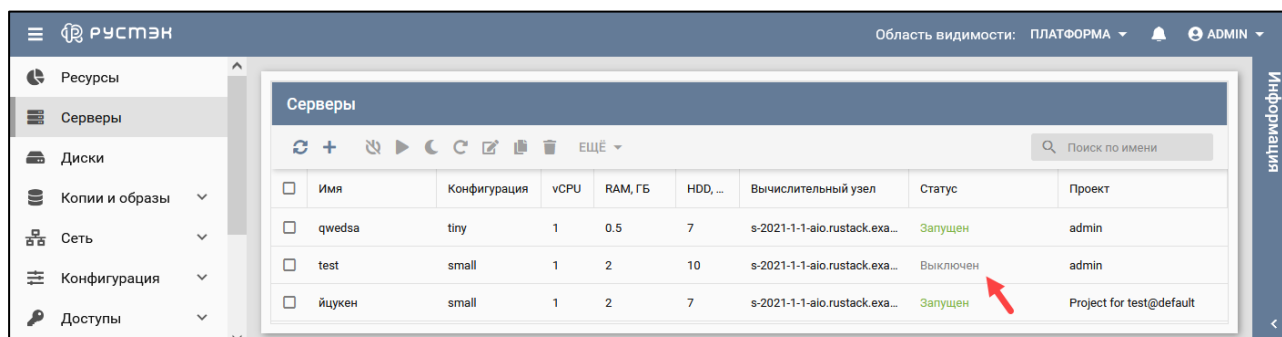 РУСТЭК
Область видимости: ПЛАТФОРМА ADMIN
Ресурсы
Серверы
Диски
Копии и образы
Сеть
Конфигурация
Доступы
Серверы
ЕЩЁ Поиск по имени
Имя Конфигурация vCPU RAM, ГБ HDD, ... Вычислительный узел Статус Проект
qwedsa tiny 1 0.5 7 s-2021-1-1-aio.rustack.exa... Запущен admin
test small 1 2 10 s-2021-1-1-aio.rustack.exa... Выключен admin
йцукен small 1 2 7 s-2021-1-1-aio.rustack.exa... Запущен Project for test@default
Информация